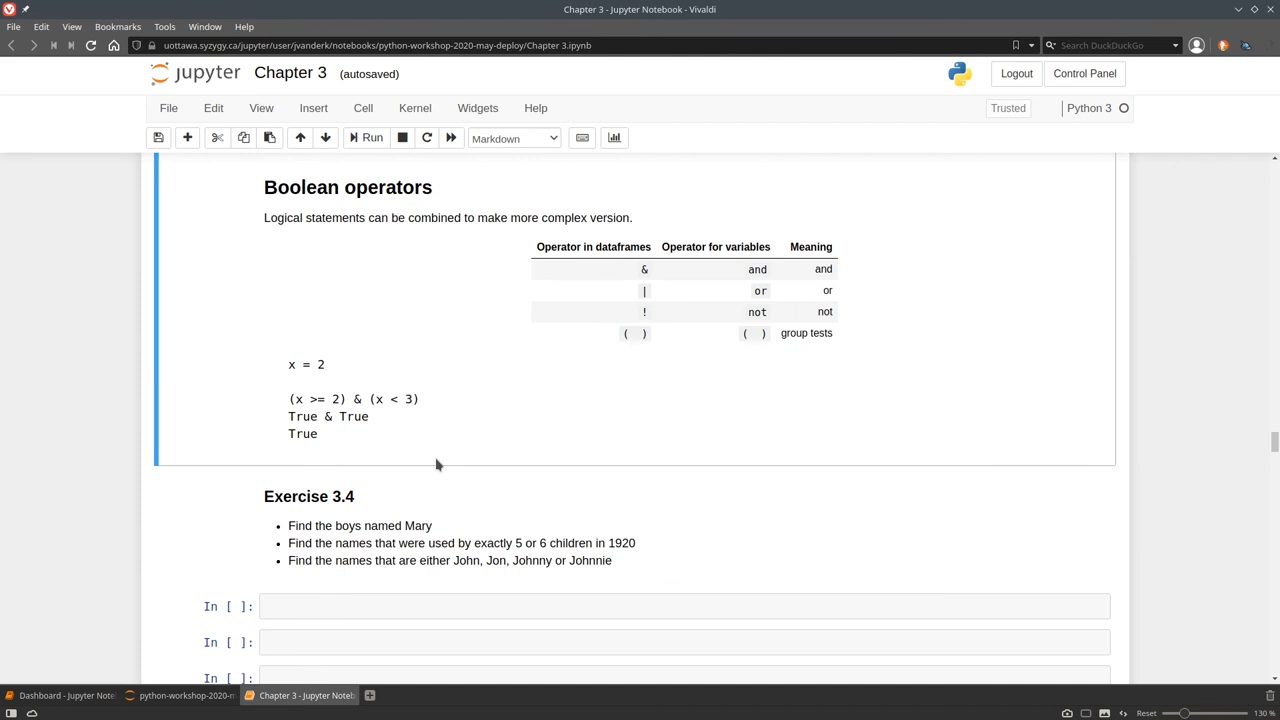 Chapter 3 - Jupyter Notebook - Vivaldi
File Edit View Bookmarks Tools Window Help
uottawa.syzygy.ca/jupyter/user/jvanderk/notebooks/python-workshop-2020-may-deploy/Chapter 3.ipynb
Search DuckDuckGo
jupyter Chapter 3 (autosaved)
Logout Control Panel
File Edit View Insert Cell Kernel Widgets Help
Trusted Python 3
Run Markdown
Boolean operators
Logical statements can be combined to make more complex version.
Operator in dataframes Operator for variables Meaning
& and and
| or or
! not not
( ) ( ) group tests
x = 2
(x >= 2) & (x < 3)
True & True
True
Exercise 3.4
• Find the boys named Mary
• Find the names that were used by exactly 5 or 6 children in 1920
• Find the names that are either John, Jon, Johnny or Johnnie
In [ ]:
In [ ]:
In [ ]:
Dashboard - Jupyter Note python-workshop-2020-m Chapter 3 - Jupyter Noteb
Reset 130 %